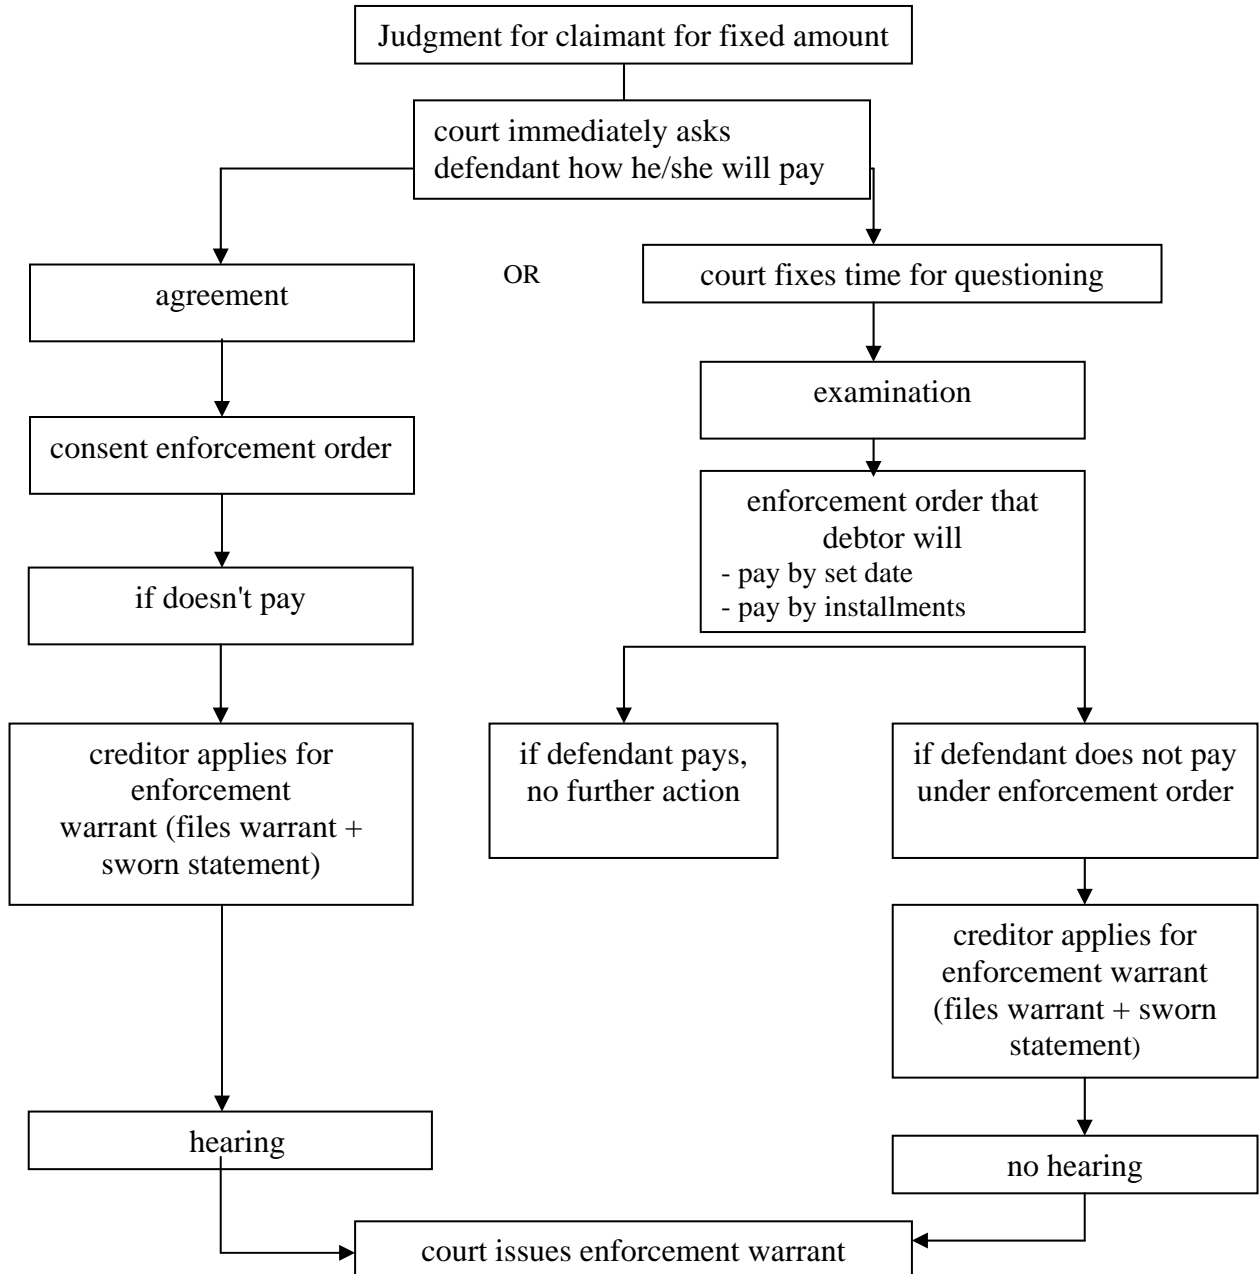 Judgment for claimant for fixed amount
court immediately asks
defendant how he/she will pay
agreement
OR
court fixes time for questioning
examination
consent enforcement order
enforcement order that
debtor will
- pay by set date
- pay by installments
if doesn't pay
creditor applies for
enforcement
warrant (files warrant +
sworn statement)
if defendant pays,
no further action
if defendant does not pay
under enforcement order
creditor applies for
enforcement warrant
(files warrant + sworn
statement)
hearing
no hearing
court issues enforcement warrant